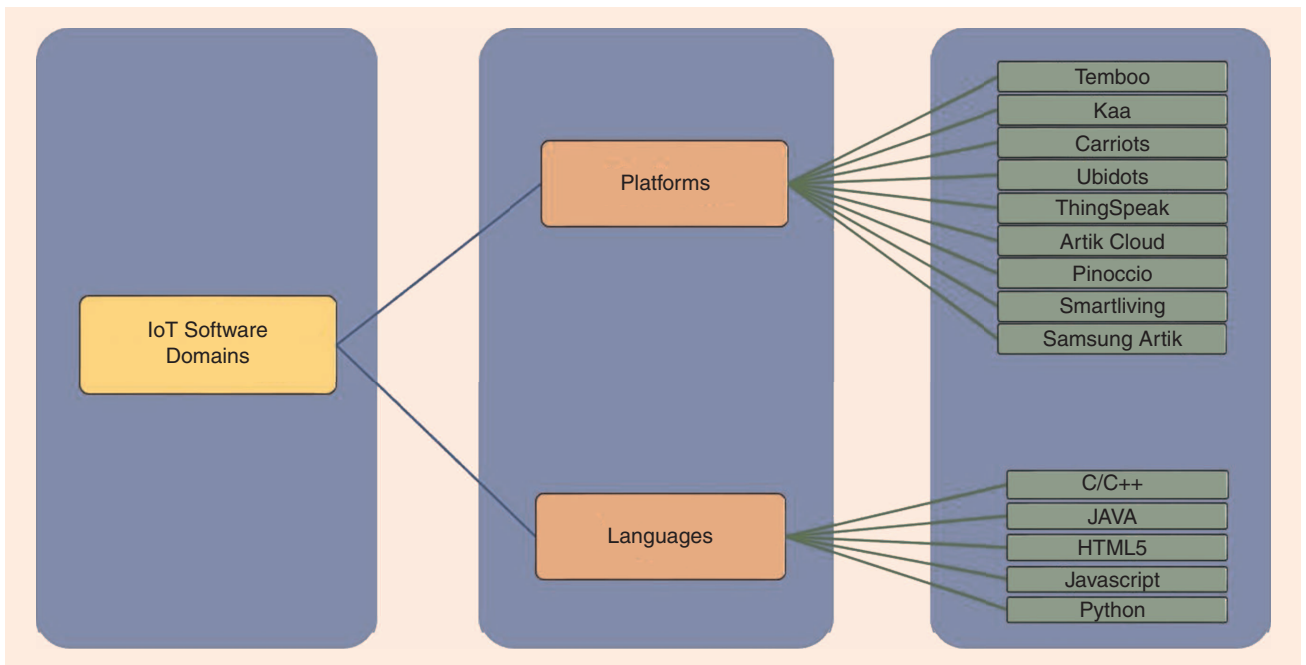 IoT Software
Domains
Platforms
Languages
Temboo
Kaa
Carriots
Ubidots
ThingSpeak
Artik Cloud
Pinoccio
Smartliving
Samsung Artik
C/C++
JAVA
HTML5
Javascript
Python